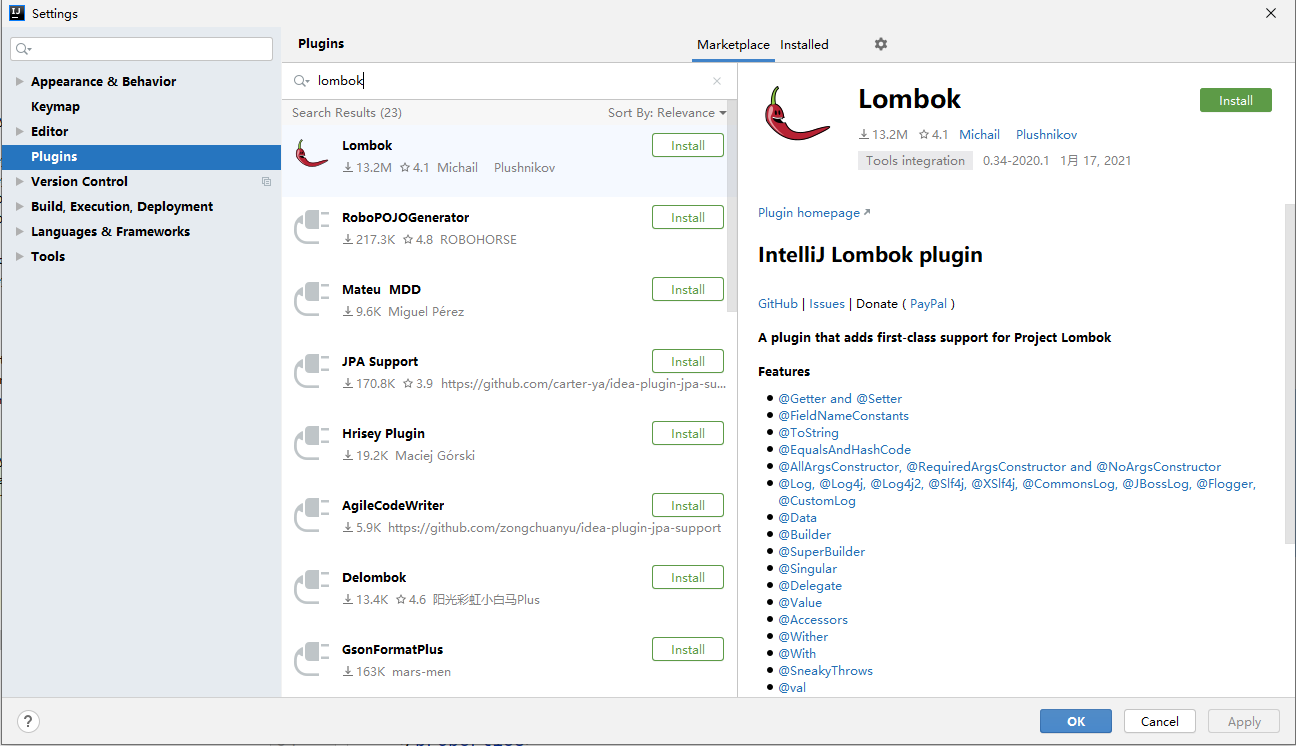 Settings
Appearance & Behavior
Keymap
Editor
Plugins
Version Control
Build, Execution, Deployment
Languages & Frameworks
Tools
Plugins
Marketplace
Installed
lombok
Search Results (23)
Sort By: Relevance
Lombok
Install
13.2M 4.1 Michail Plushnikov
RoboPOJOGenerator
Install
217.3K 4.8 ROBOHORSE
Mateu MDD
Install
9.6K Miguel Pérez
JPA Support
Install
170.8K 3.9 https://github.com/carter-ya/idea-plugin-jpa-su...
Hrisey Plugin
Install
19.2K Maciej Górski
AgileCodeWriter
Install
5.9K https://github.com/zongchuanyu/idea-plugin-jpa-support
Delombok
Install
13.4K 4.6 阳光彩虹小白马Plus
GsonFormatPlus
Install
163K mars-men
Lombok
Install
13.2M 4.1 Michail Plushnikov
Tools integration 0.34-2020.1 1月 17, 2021
Plugin homepage
IntelliJ Lombok plugin
GitHub | Issues | Donate ( PayPal )
A plugin that adds first-class support for Project Lombok
Features
@Getter and @Setter
@FieldNameConstants
@ToString
@EqualsAndHashCode
@AllArgsConstructor, @RequiredArgsConstructor and @NoArgsConstructor
@Log, @Log4j, @Log4j2, @Slf4j, @XSlf4j, @CommonsLog, @JBossLog, @Flogger,
@CustomLog
@Data
@Builder
@SuperBuilder
@Singular
@Delegate
@Value
@Accessors
@Wither
@With
@SneakyThrows
@val
?
OK
Cancel
Apply